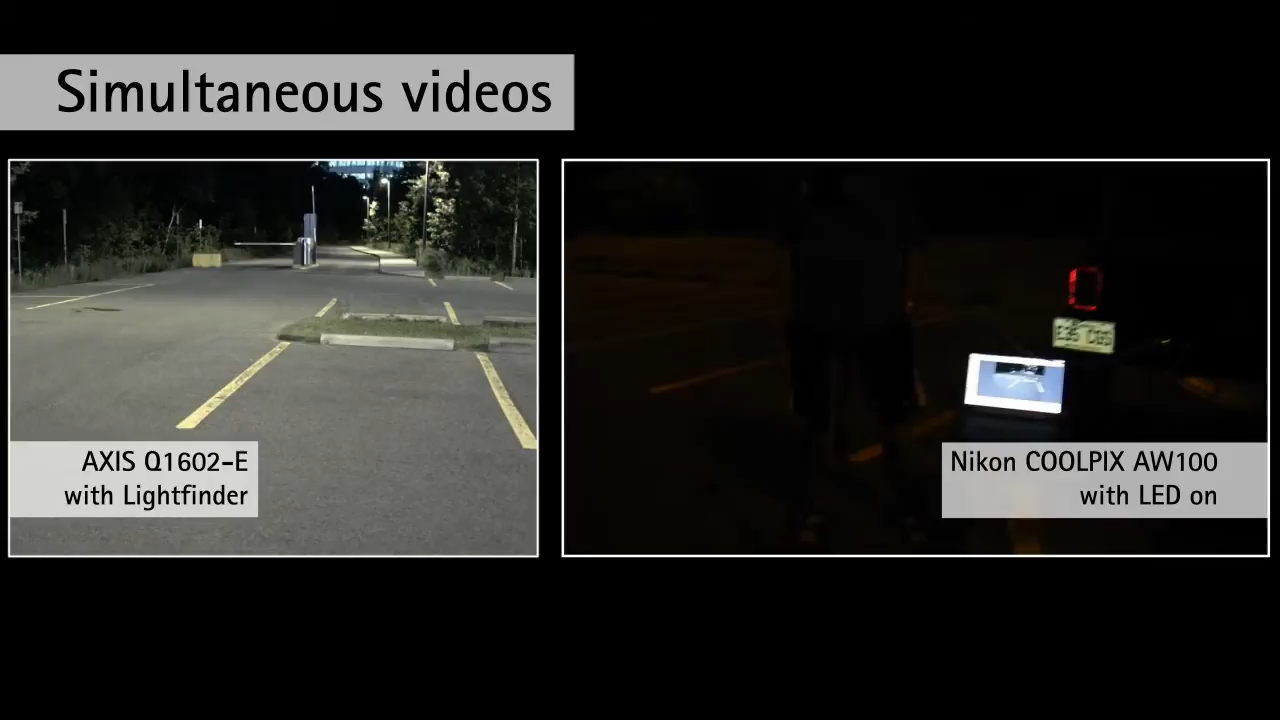 Simultaneous videos
AXIS Q1602-E
with Lightfinder
Nikon COOLPIX AW100
with LED on